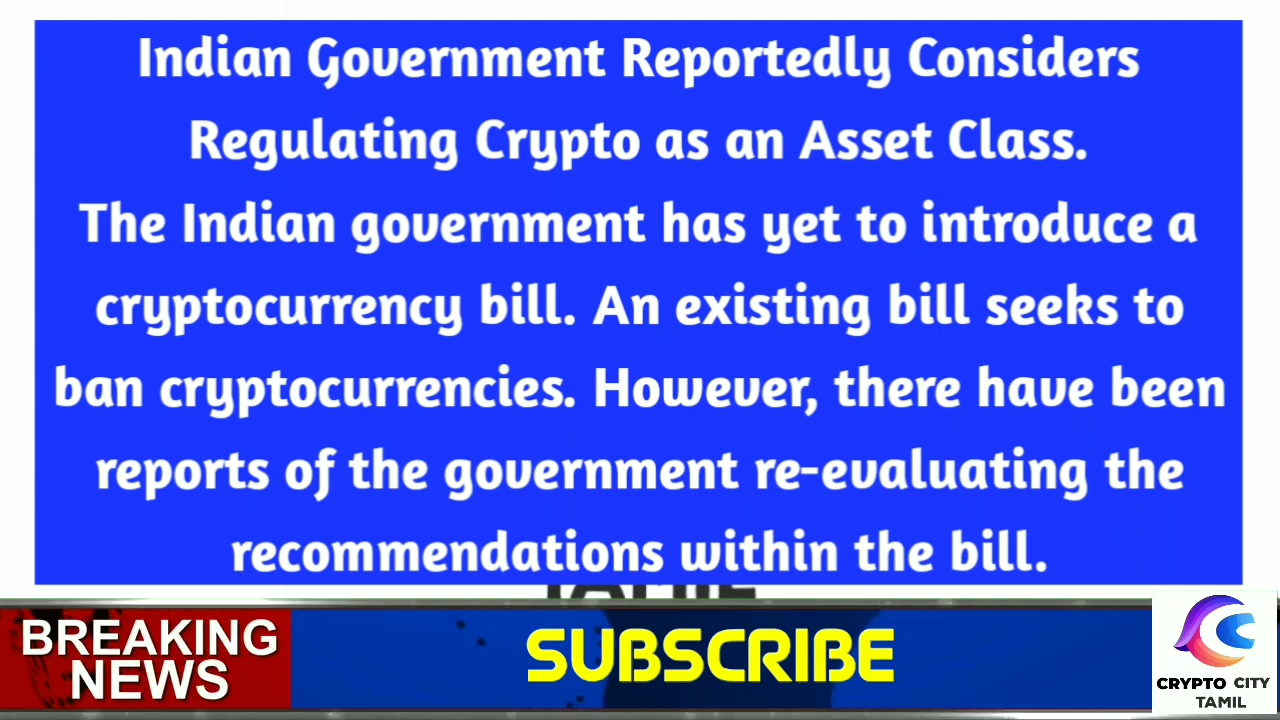 Indian Government Reportedly Considers
Regulating Crypto as an Asset Class.
The Indian government has yet to introduce a
cryptocurrency bill. An existing bill seeks to
ban cryptocurrencies. However, there have been
reports of the government re-evaluating the
recommendations within the bill.
BREAKING
NEWS
SUBSCRIBE
CRYPTO CITY
TAMIL